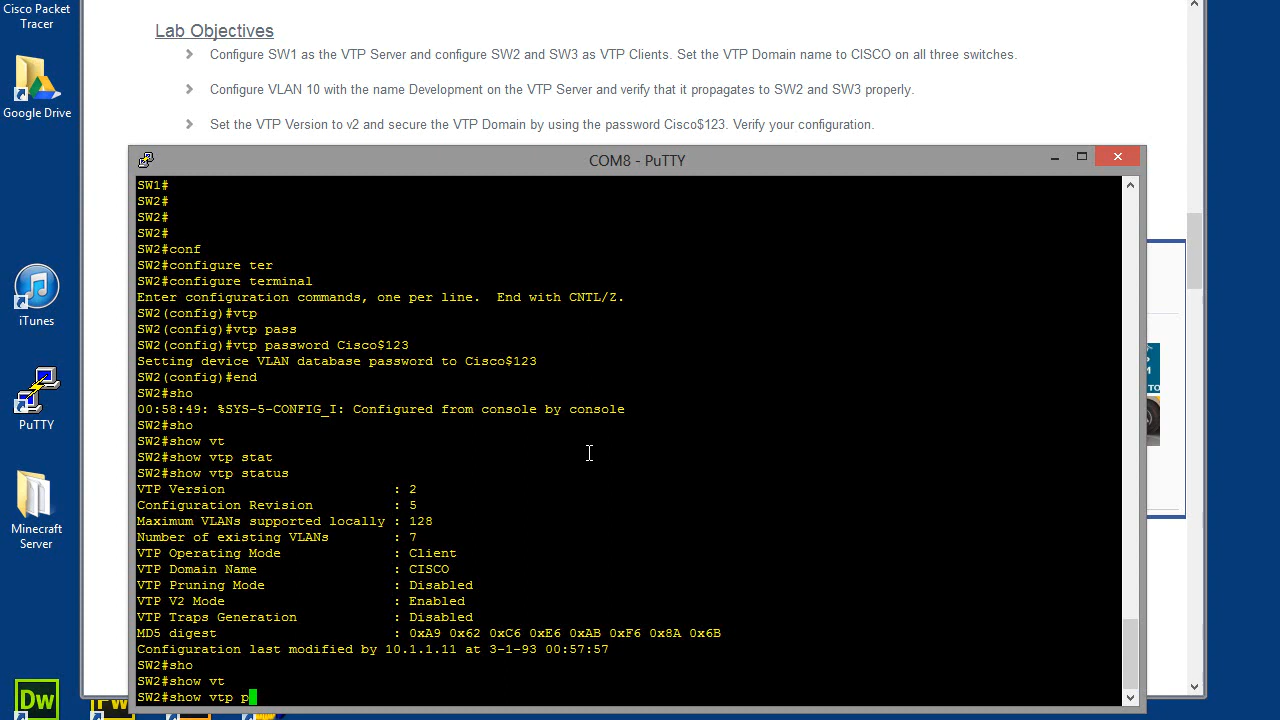 Cisco Packet
Tracer
Google Drive
iTunes
PuTTY
Minecraft
Server
Dw
Lab Objectives
Configure SW1 as the VTP Server and configure SW2 and SW3 as VTP Clients. Set the VTP Domain name to CISCO on all three switches.
Configure VLAN 10 with the name Development on the VTP Server and verify that it propagates to SW2 and SW3 properly.
Set the VTP Version to v2 and secure the VTP Domain by using the password Cisco$123. Verify your configuration.
COM8 - PuTTY
SW1#
SW2#
SW2#
SW2#
SW2#conf
SW2#configure ter
SW2#configure terminal
Enter configuration commands, one per line.  End with CNTL/Z.
SW2(config)#vtp
SW2(config)#vtp pass
SW2(config)#vtp password Cisco$123
Setting device VLAN database password to Cisco$123
SW2(config)#end
SW2#sho
00:58:49: %SYS-5-CONFIG_I: Configured from console by console
SW2#sho
SW2#show vt
SW2#show vtp stat
SW2#show vtp status
VTP Version                     : 2
Configuration Revision          : 5
Maximum VLANs supported locally : 128
Number of existing VLANs        : 7
VTP Operating Mode              : Client
VTP Domain Name                 : CISCO
VTP Pruning Mode                : Disabled
VTP V2 Mode                     : Enabled
VTP Traps Generation            : Disabled
MD5 digest                      : 0xA9 0x62 0xC6 0xE6 0xAB 0xF6 0x8A 0x6B
Configuration last modified by 10.1.1.11 at 3-1-93 00:57:57
SW2#sho
SW2#show vt
SW2#show vtp p